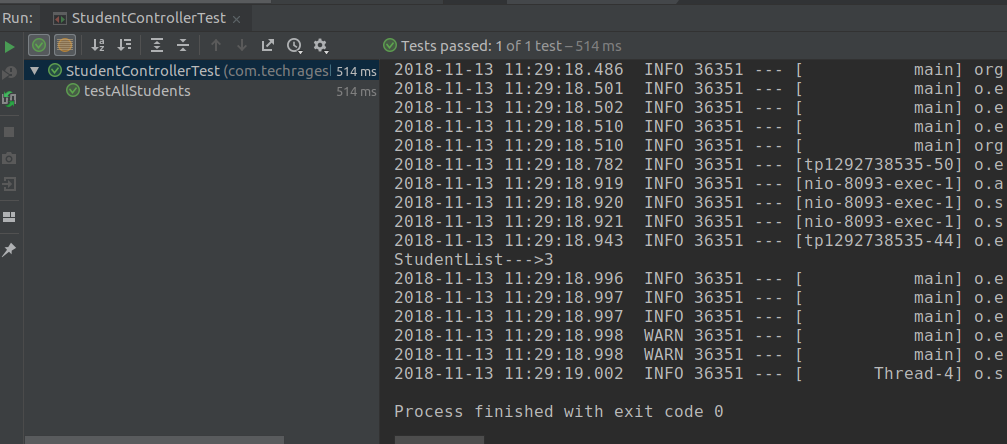 Run: StudentControllerTest ×
Tests passed: 1 of 1 test – 514 ms
StudentControllerTest (com.techragesl 514 ms
testAllStudents 514 ms
2018-11-13 11:29:18.486  INFO 36351 --- [           main] org
2018-11-13 11:29:18.501  INFO 36351 --- [           main] o.e
2018-11-13 11:29:18.502  INFO 36351 --- [           main] o.e
2018-11-13 11:29:18.510  INFO 36351 --- [           main] o.e
2018-11-13 11:29:18.510  INFO 36351 --- [           main] org
2018-11-13 11:29:18.782  INFO 36351 --- [tp1292738535-50] o.e
2018-11-13 11:29:18.919  INFO 36351 --- [nio-8093-exec-1] o.a
2018-11-13 11:29:18.920  INFO 36351 --- [nio-8093-exec-1] o.s
2018-11-13 11:29:18.921  INFO 36351 --- [nio-8093-exec-1] o.s
2018-11-13 11:29:18.943  INFO 36351 --- [tp1292738535-44] o.e
StudentList--->3
2018-11-13 11:29:18.996  INFO 36351 --- [           main] o.e
2018-11-13 11:29:18.997  INFO 36351 --- [           main] o.e
2018-11-13 11:29:18.997  INFO 36351 --- [           main] o.e
2018-11-13 11:29:18.998  WARN 36351 --- [           main] o.e
2018-11-13 11:29:18.998  WARN 36351 --- [           main] o.e
2018-11-13 11:29:19.002  INFO 36351 --- [       Thread-4] o.s
Process finished with exit code 0